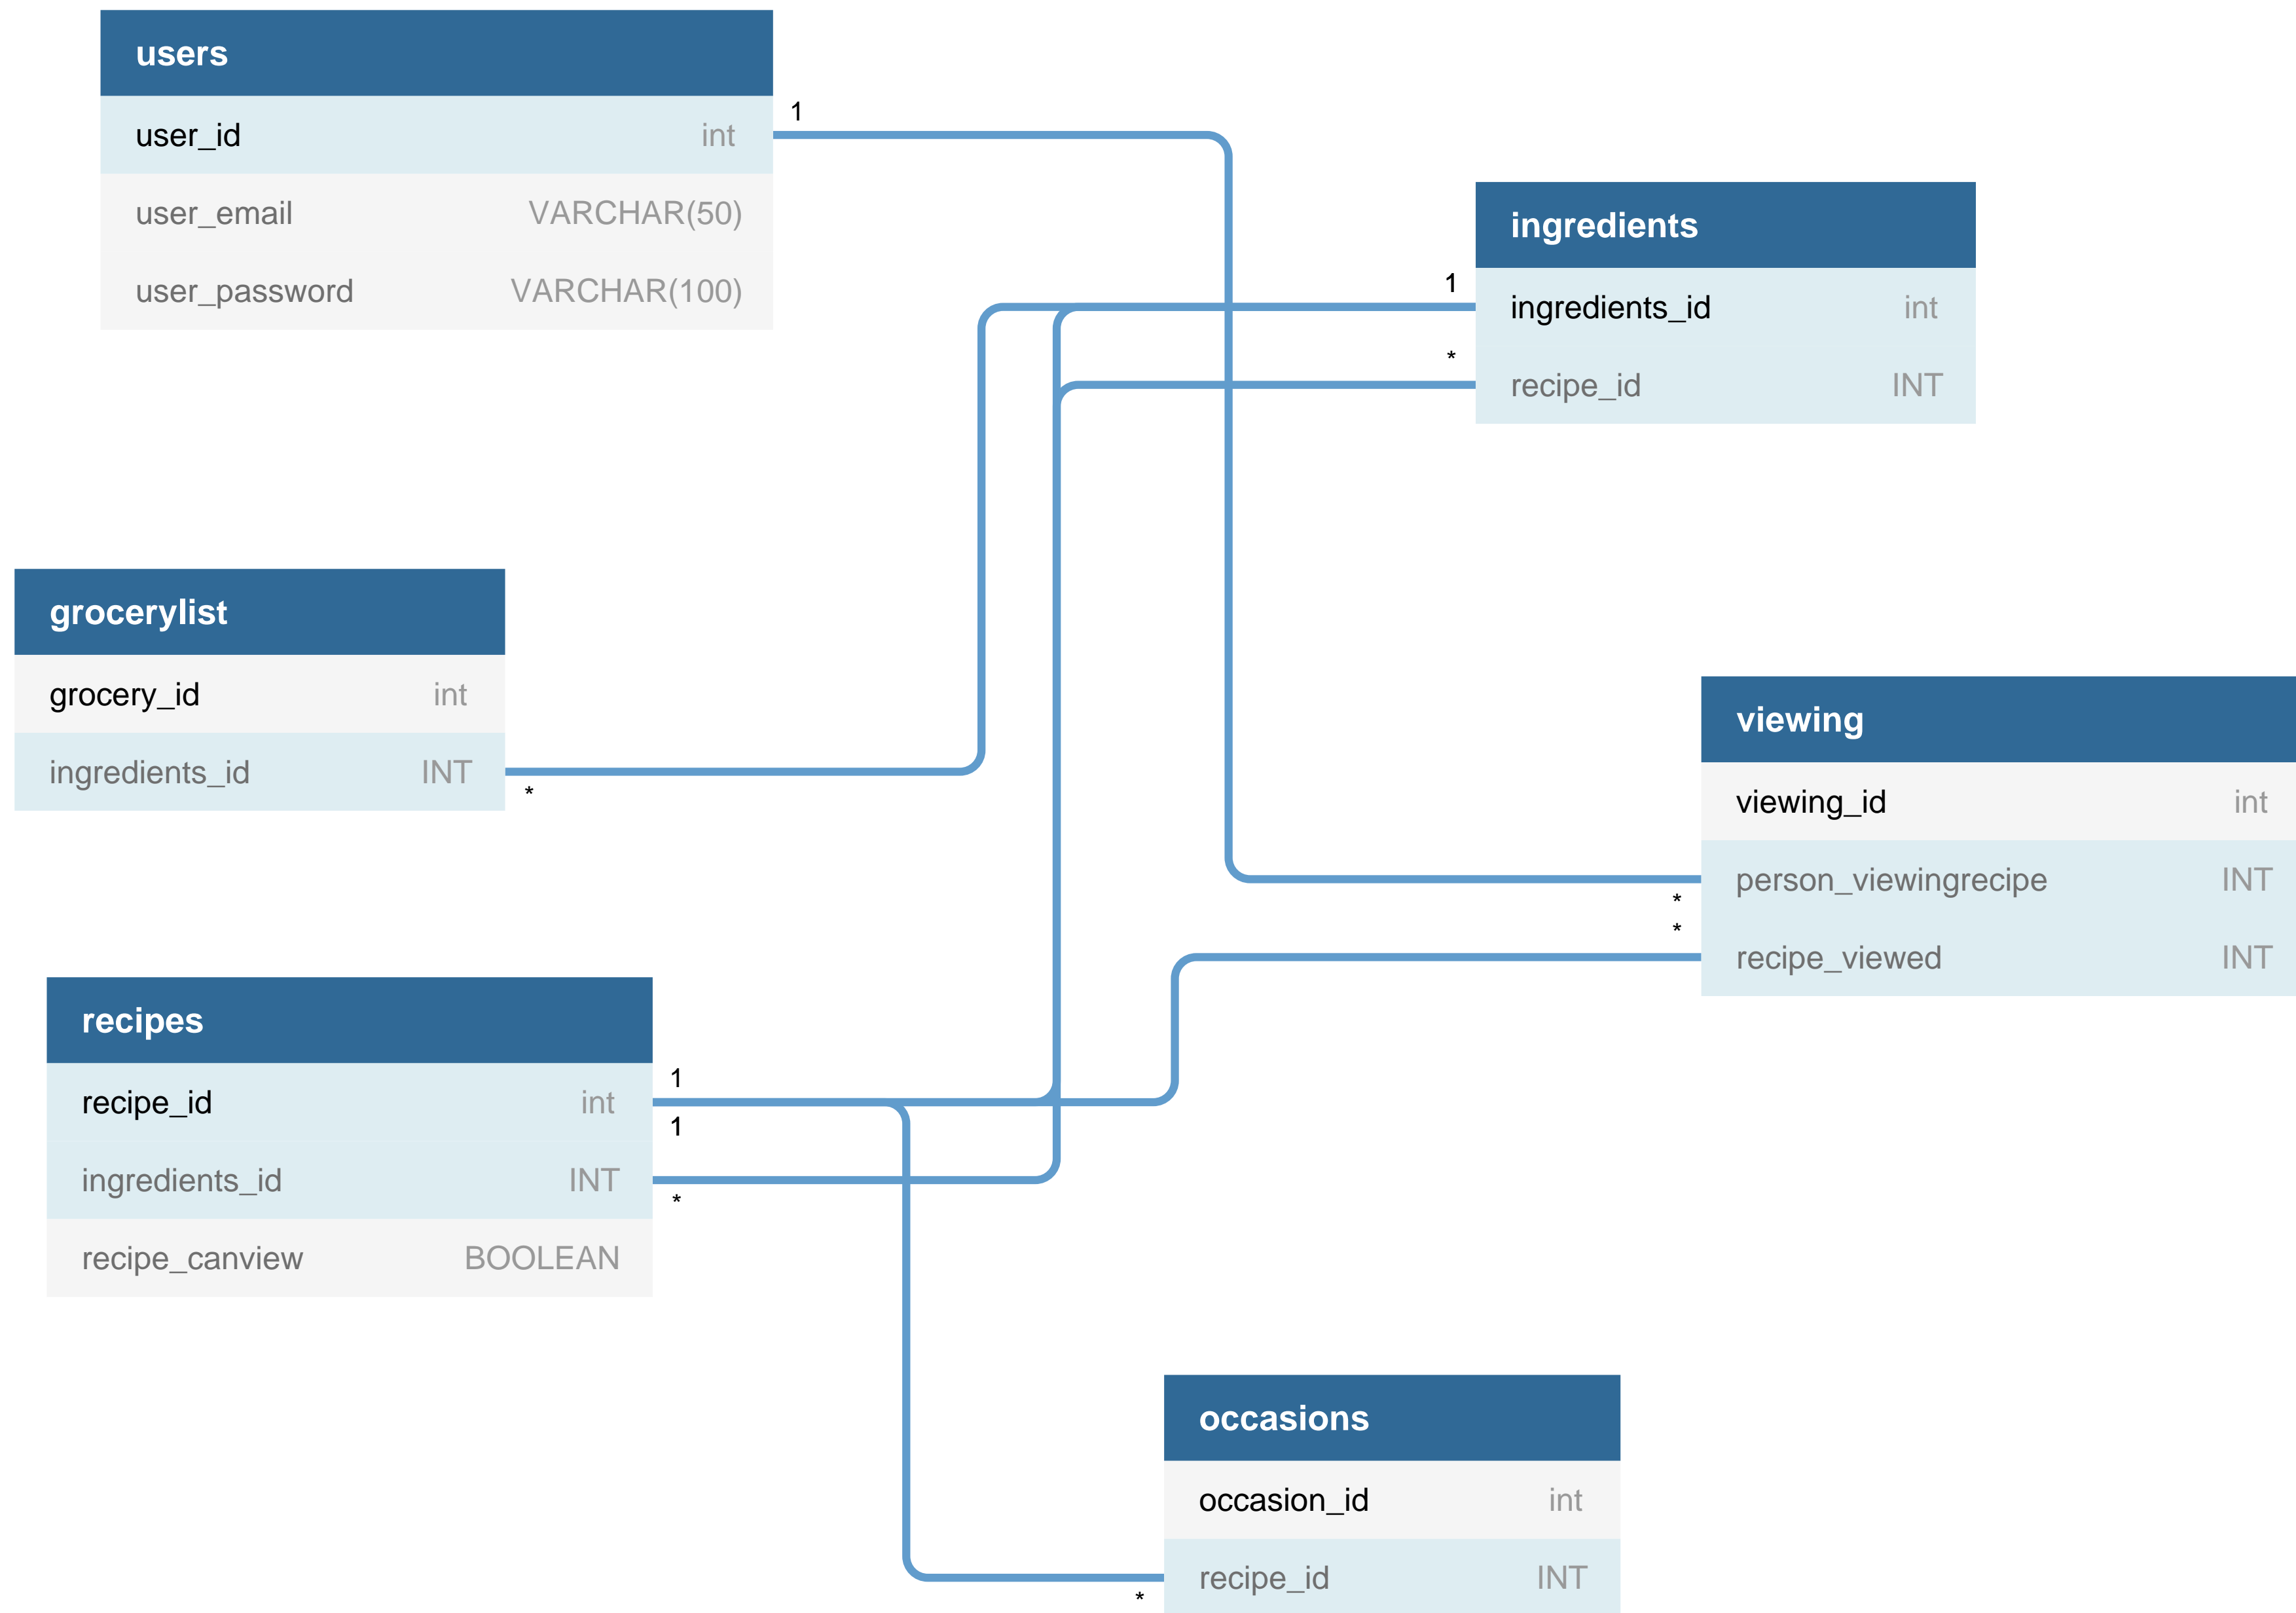 users
user_id int
user_email VARCHAR(50)
user_password VARCHAR(100)
1
ingredients
1
ingredients_id int
*
recipe_id INT
grocerylist
grocery_id int
ingredients_id INT
*
viewing
viewing_id int
person_viewingrecipe INT
*
*
recipe_viewed INT
recipes
1
recipe_id int
1
ingredients_id INT
*
recipe_canview BOOLEAN
occasions
occasion_id int
recipe_id INT
*